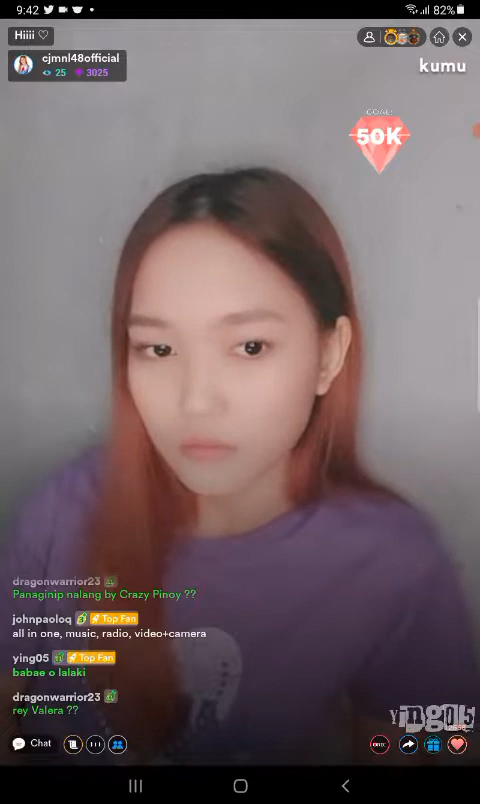 9:42
82%
Hiiii ♡
cjmnl48official
25 3025
kumu
GOAL:
50K
dragonwarrior23
Panaginip nalang by Crazy Pinoy ??
johnpaoloq Top Fan
all in one, music, radio, video+camera
ying05 Top Fan
babae o lalaki
dragonwarrior23
rey Valera ??
yingo15
Chat